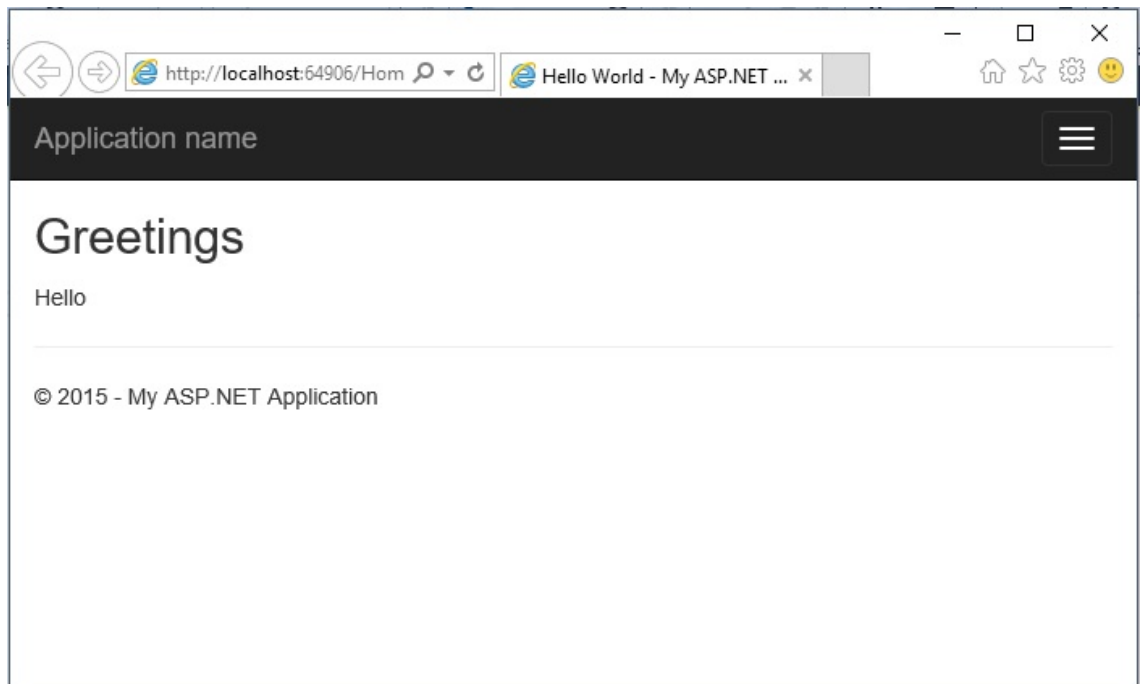 http://localhost:64906/Hom
Hello World - My ASP.NET ...
Application name
Greetings
Hello
© 2015 - My ASP.NET Application